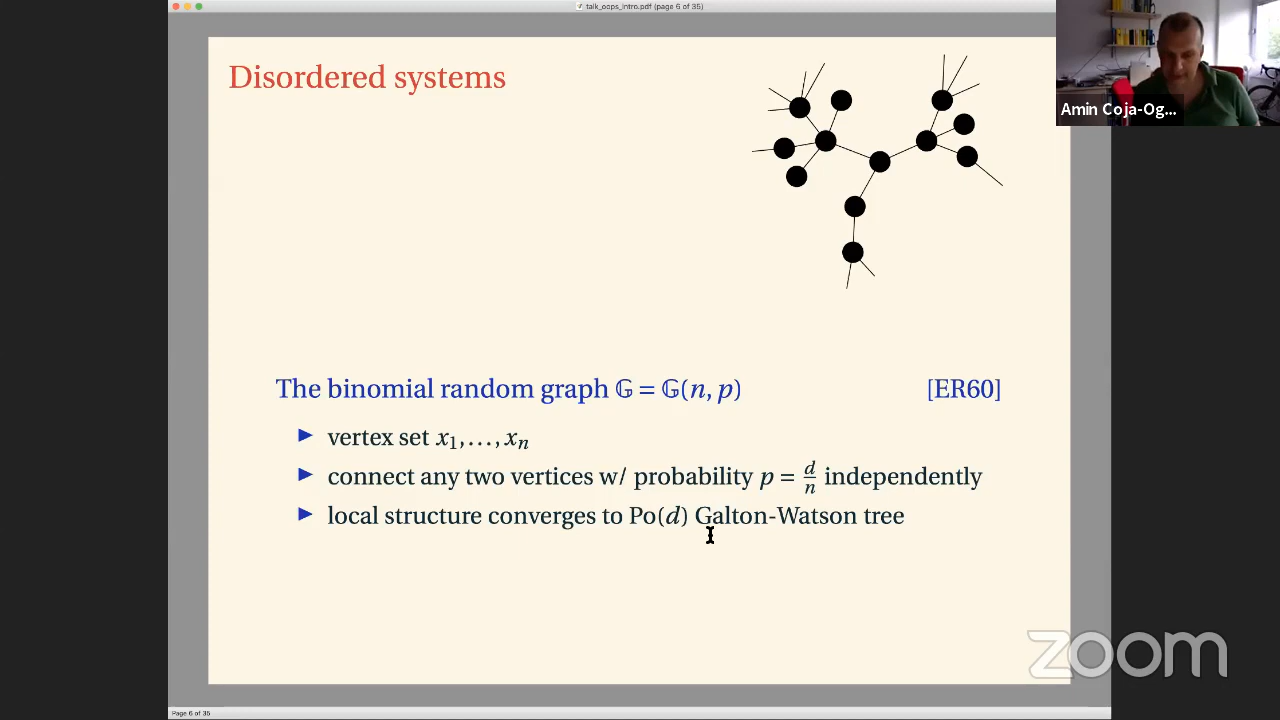 talk_oops_intro.pdf (page 6 of 35)
Disordered systems
Amin Coja-Og...
The binomial random graph 𝔾 = 𝔾(n, p) [ER60]
► vertex set x₁,…,xₙ
► connect any two vertices w/ probability p = d/n independently
► local structure converges to Po(d) Galton-Watson tree
zoom
Page 6 of 35